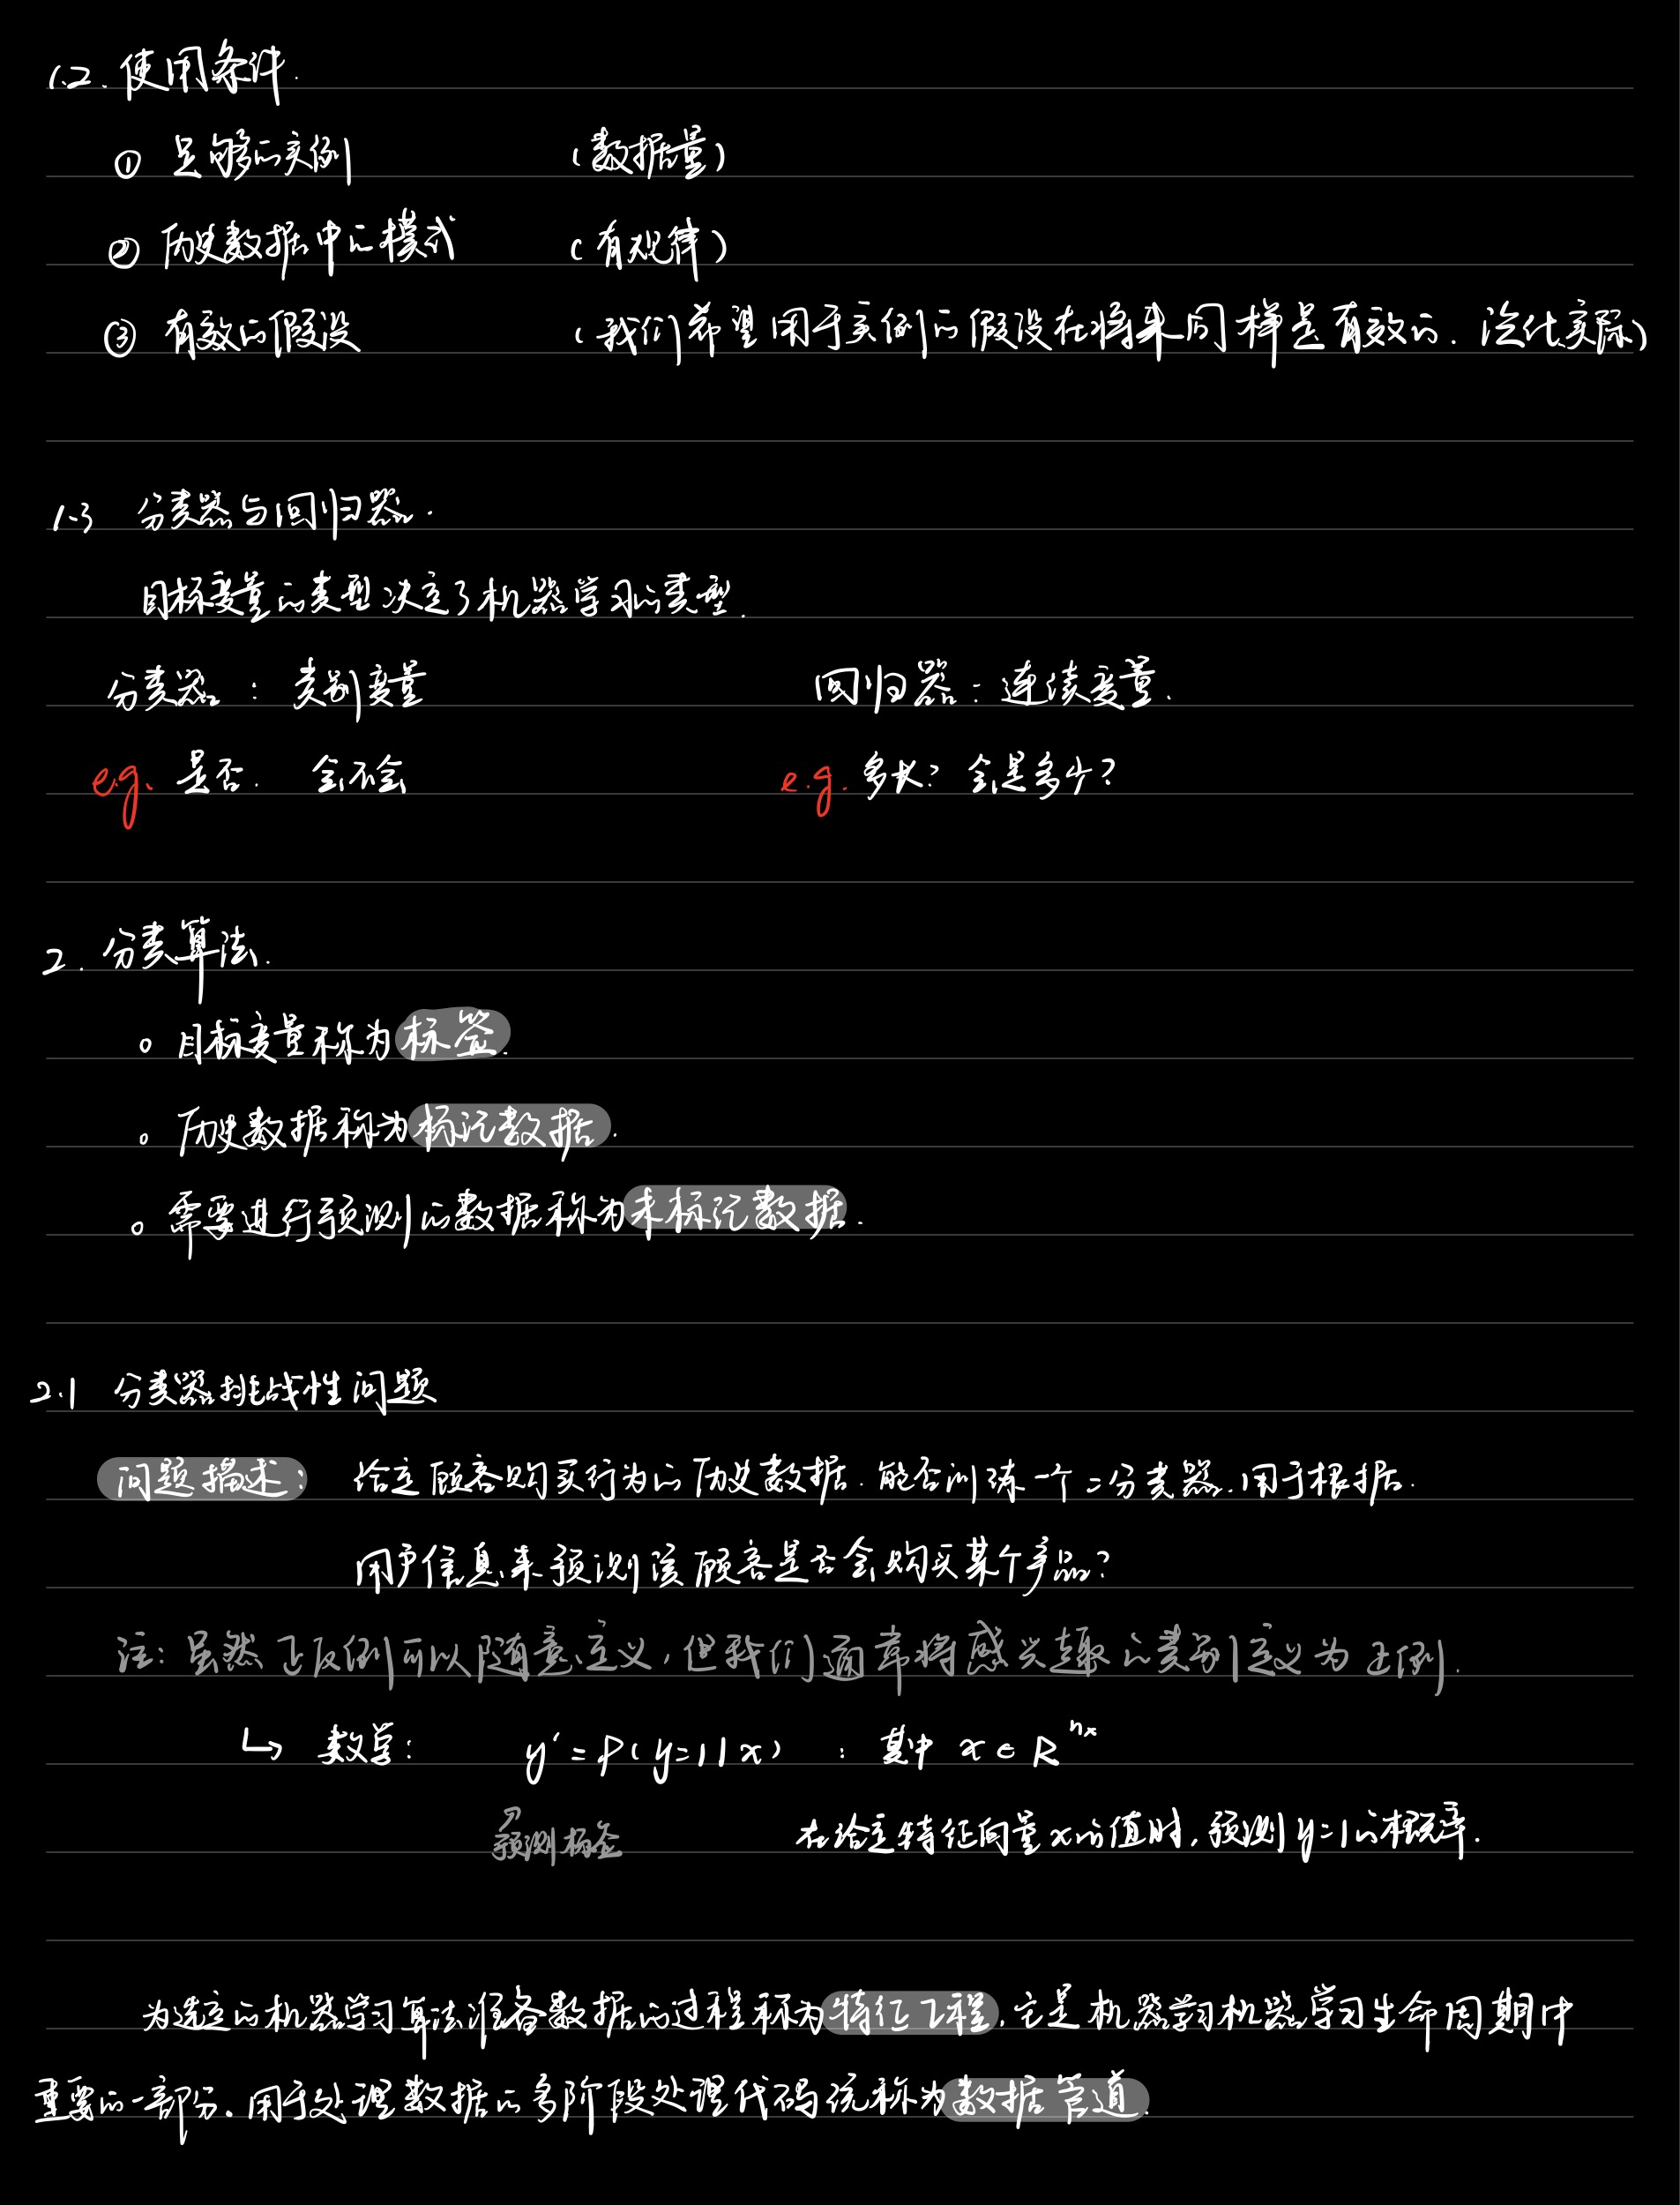 1.2. 使用条件.
① 足够的实例 (数据量)
② 历史数据中的模式 (有规律)
③ 有效的假设 (我们希望用于实例的假设在将来同样是有效的. 泛化实际)
1.3 分类器与回归器.
目标变量的类型决定了机器学习的类型.
分类器 : 类别变量 回归器 : 连续变量.
e.g. 是否. 会不会 e.g. 多大? 会是多少?
2. 分类算法.
。目标变量称为标签.
。历史数据称为标记数据.
。需要进行预测的数据称为未标记数据.
2.1 分类器挑战性问题
问题描述: 给定顾客购买行为的历史数据. 能否训练一个二分类器. 用于根据.
用户信息来预测该顾客是否会购买某个产品?
注: 虽然正反例可以随意定义, 但我们通常将感兴趣的类别定义为正例.
↳ 数学: y′ = P(y=1|x) : 其中 x ∈ R^{n_x}
↗
预测标签 在给定特征向量x的值时, 预测y=1的概率.
为选定的机器学习算法准备数据的过程称为特征工程, 它是机器学习机器学习生命周期中
重要的一部分。用于处理数据的多阶段处理代码统称为数据管道.